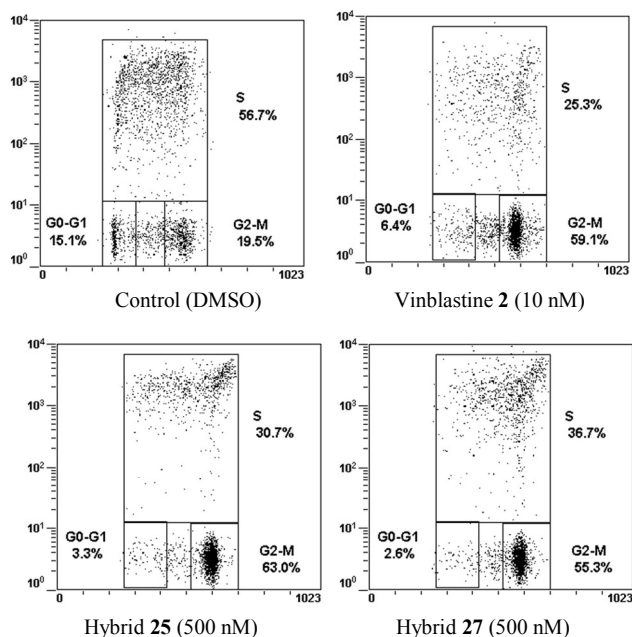 10⁴
10³
10²
10¹
10⁰
S
56.7%
G0-G1
15.1%
G2-M
19.5%
0
1023
Control (DMSO)
10⁴
10³
10²
10¹
10⁰
S
25.3%
G0-G1
6.4%
G2-M
59.1%
0
1023
Vinblastine 2 (10 nM)
10⁴
10³
10²
10¹
10⁰
S
30.7%
G0-G1
3.3%
G2-M
63.0%
0
1023
Hybrid 25 (500 nM)
10⁴
10³
10²
10¹
10⁰
S
36.7%
G0-G1
2.6%
G2-M
55.3%
0
1023
Hybrid 27 (500 nM)